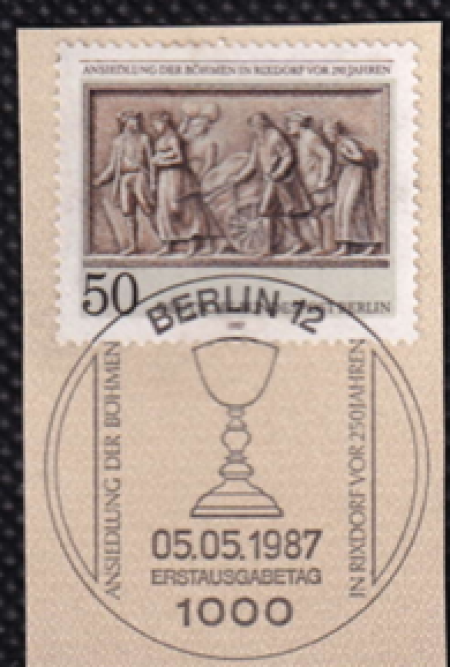 ANSIEDLUNG DER BÖHMEN IN RIXDORF VOR 250 JAHREN
50
BERLIN
BERLIN 12
ANSIEDLUNG DER BÖHMEN
IN RIXDORF VOR 250 JAHREN
05.05.1987
ERSTAUSGABETAG
1000